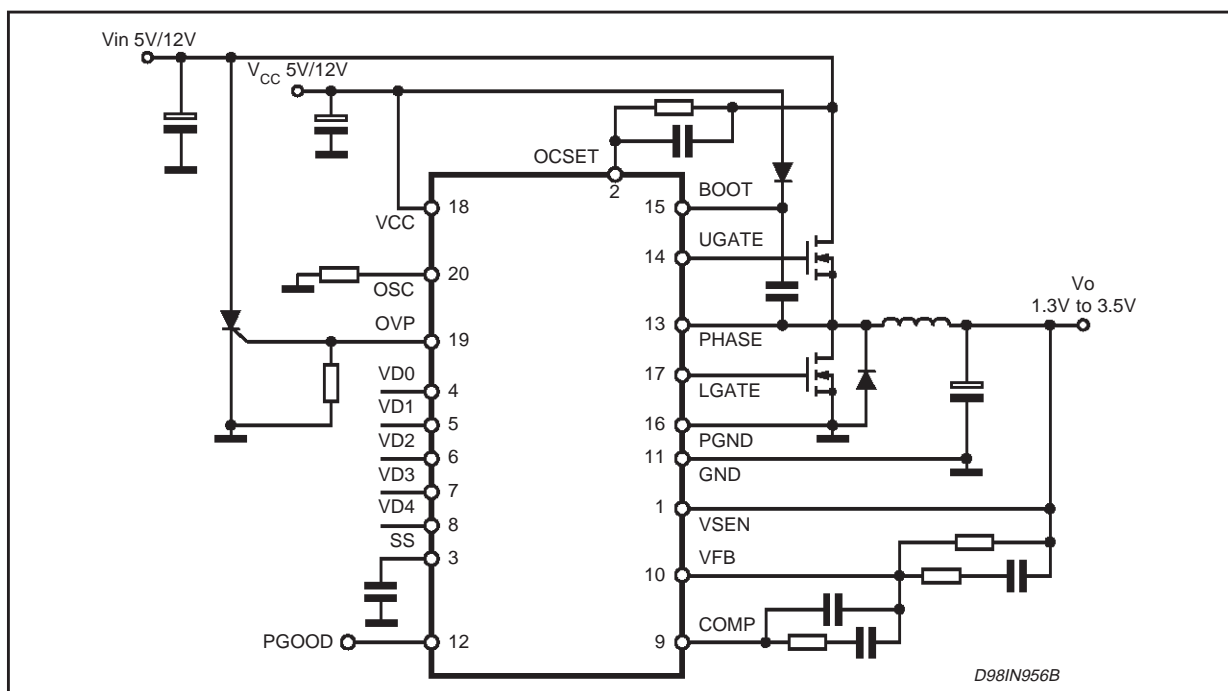 Vin 5V/12V
VCC 5V/12V
OCSET
2
BOOT
15
18
VCC
UGATE
14
20
OSC
Vo
1.3V to 3.5V
OVP
19
13
PHASE
VD0
4
17
LGATE
VD1
5
16
PGND
VD2
6
11
GND
VD3
7
VD4
8
1
VSEN
SS
3
VFB
10
COMP
9
PGOOD
12
D98IN956B